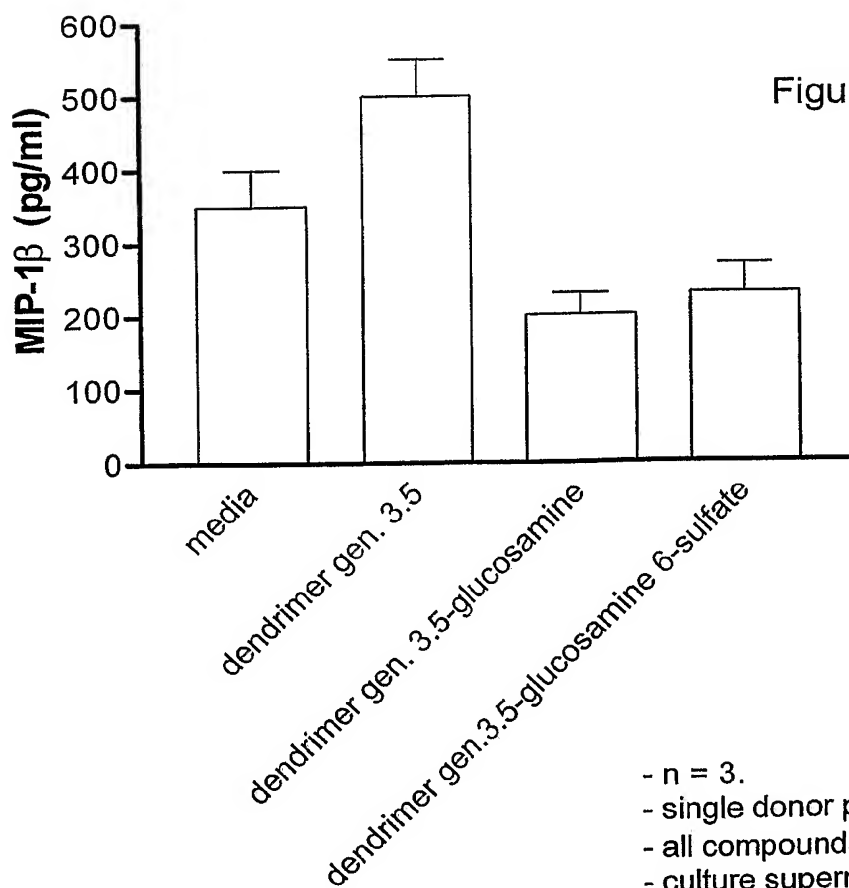 600
500
400
300
200
100
0
MIP-1β (pg/ml)
Figu
media
dendrimer gen. 3.5
dendrimer gen. 3.5-glucosamine
dendrimer gen.3.5-glucosamine 6-sulfate
- n = 3.
- single donor p
- all compound
- culture superr